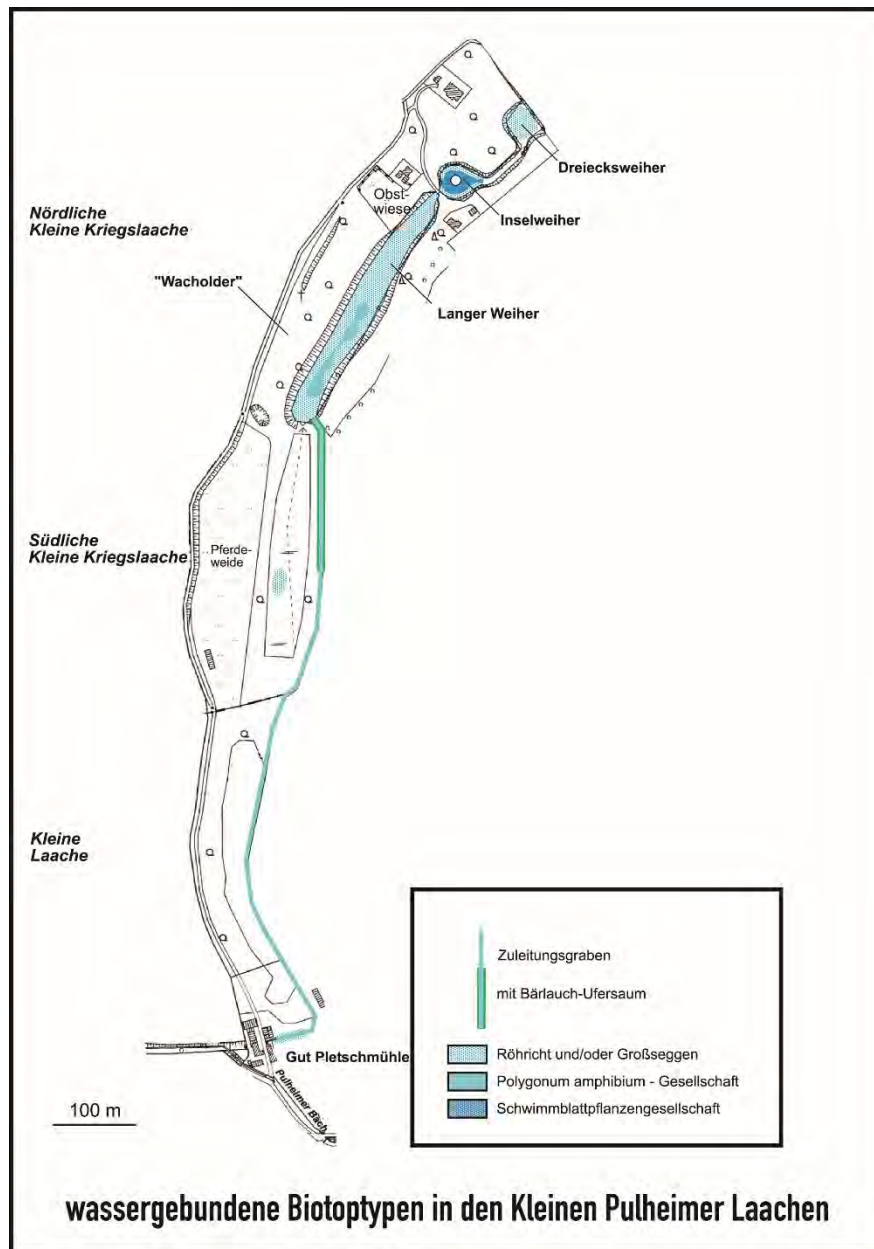 Dreiecksweiher
Obst-
wiese
Nördliche
Kleine Kriegslaache
Inselweiher
"Wacholder"
Langer Weiher
Südliche
Kleine Kriegslaache
Pferde-
weide
Kleine
Laache
Zuleitungsgraben
mit Bärlauch-Ufersaum
Gut Pletschmühle
Röhricht und/oder Großseggen
Polygonum amphibium - Gesellschaft
Pulheimer Bach
100 m
Schwimmblattpflanzengesellschaft
wassergebundene Biotoptypen in den Kleinen Pulheimer Laachen